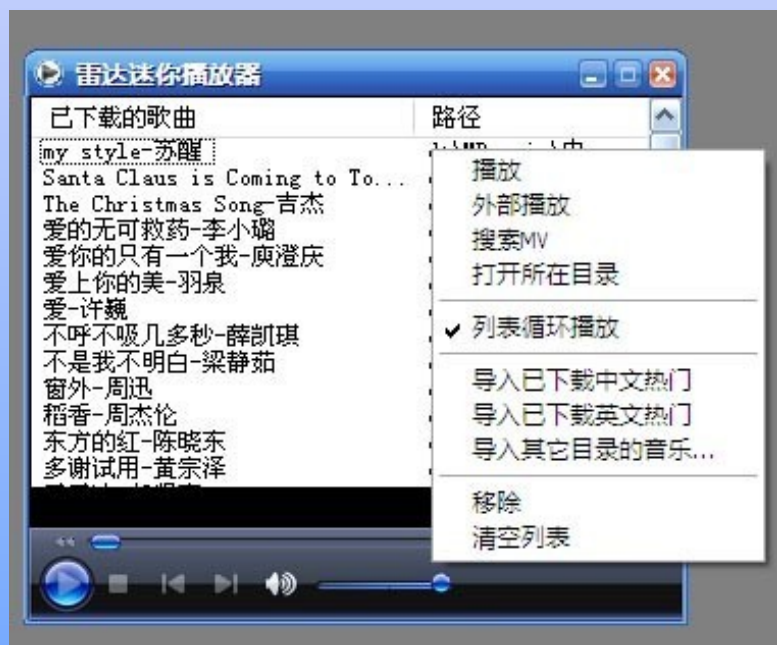 雷达迷你播放器
已下载的歌曲 路径
my style-苏醒
Santa Claus is Coming to To...
The Christmas Song-吉杰
爱的无可救药-李小璐
爱你的只有一个我-庾澄庆
爱上你的美-羽泉
爱-许巍
不呼不吸几多秒-薛凯琪
不是我不明白-梁静茹
窗外-周迅
稻香-周杰伦
东方的红-陈晓东
多谢试用-黄宗泽
播放
外部播放
搜索MV
打开所在目录
列表循环播放
导入已下载中文热门
导入已下载英文热门
导入其它目录的音乐...
移除
清空列表